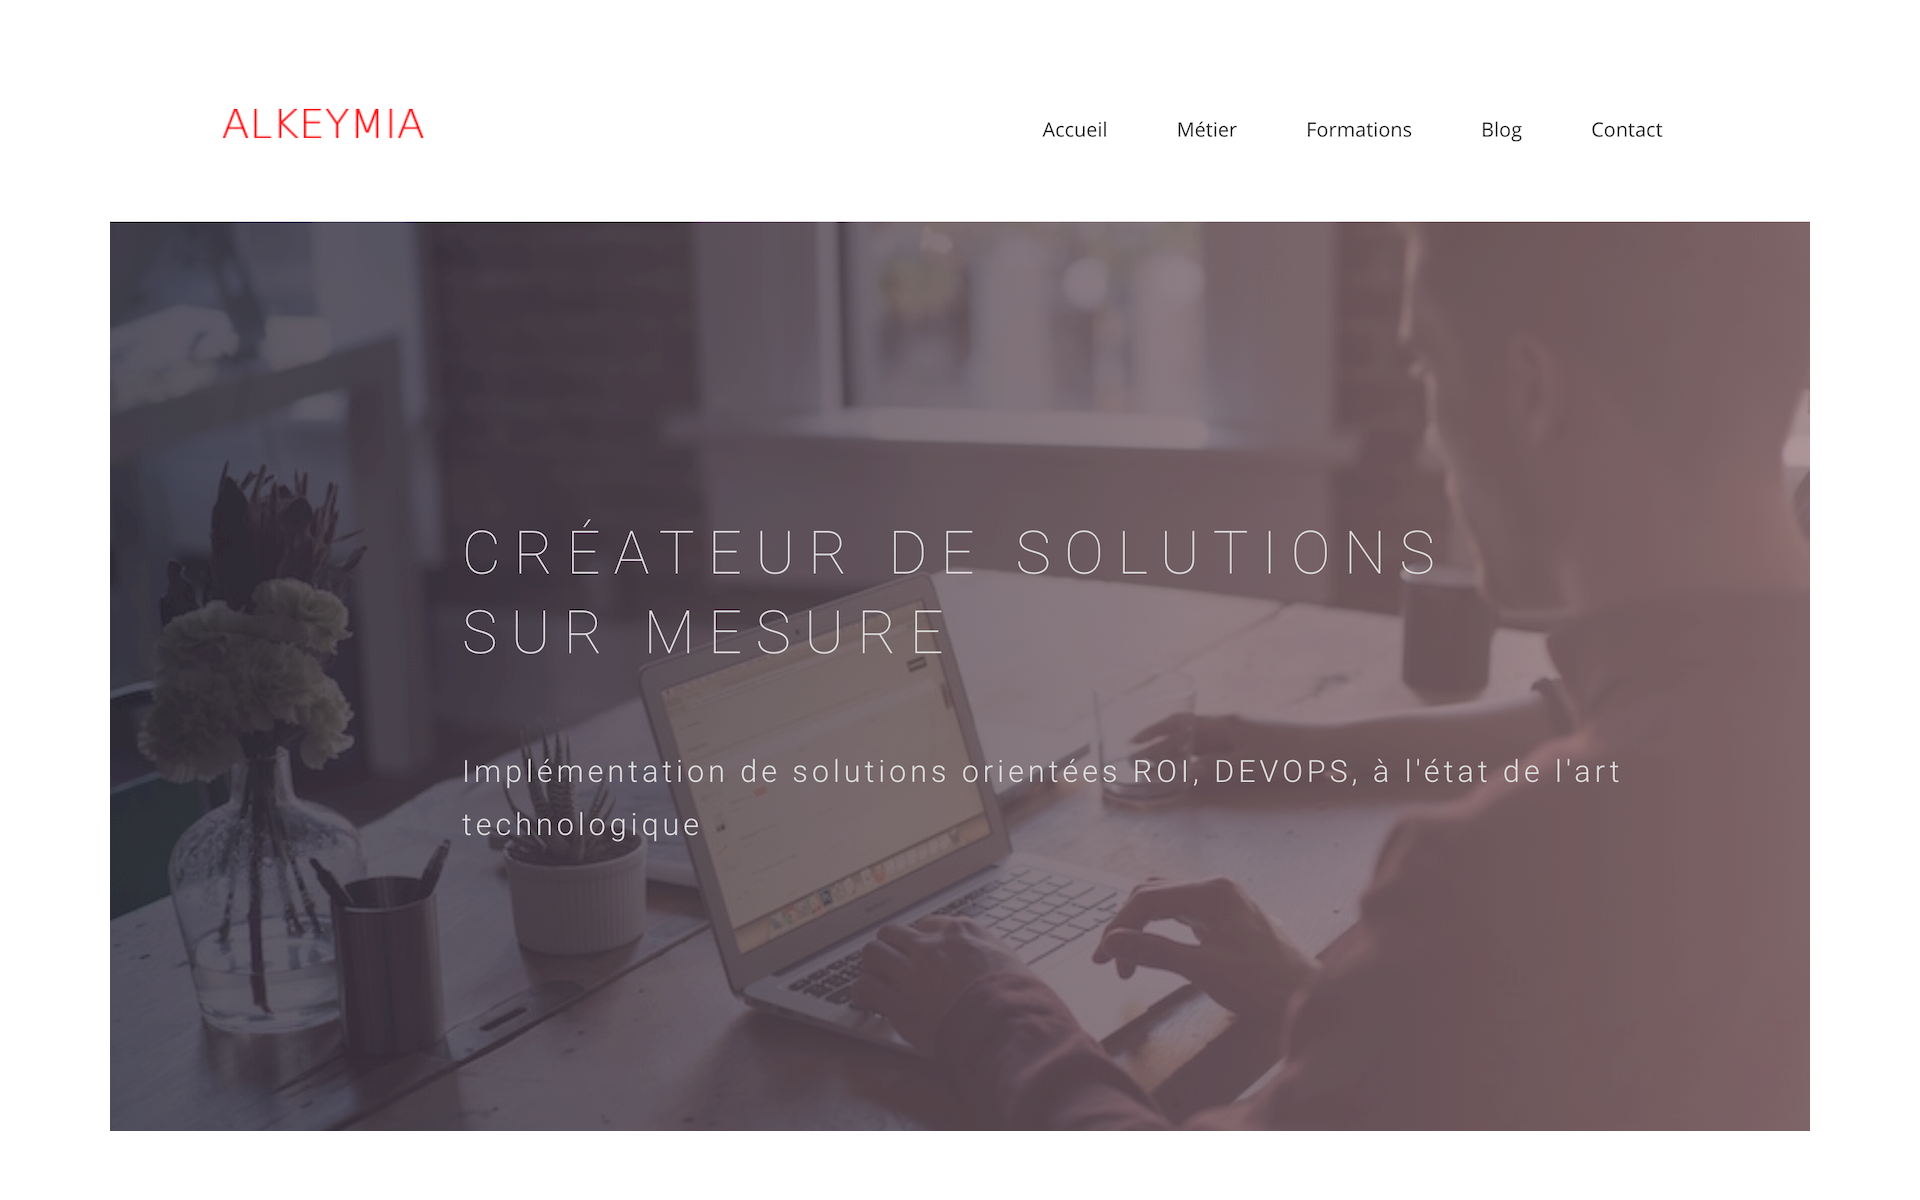 ALKEYMIA
Accueil Métier Formations Blog Contact
CRÉATEUR DE SOLUTIONS
SUR MESURE
Implémentation de solutions orientées ROI, DEVOPS, à l'état de l'art
technologique